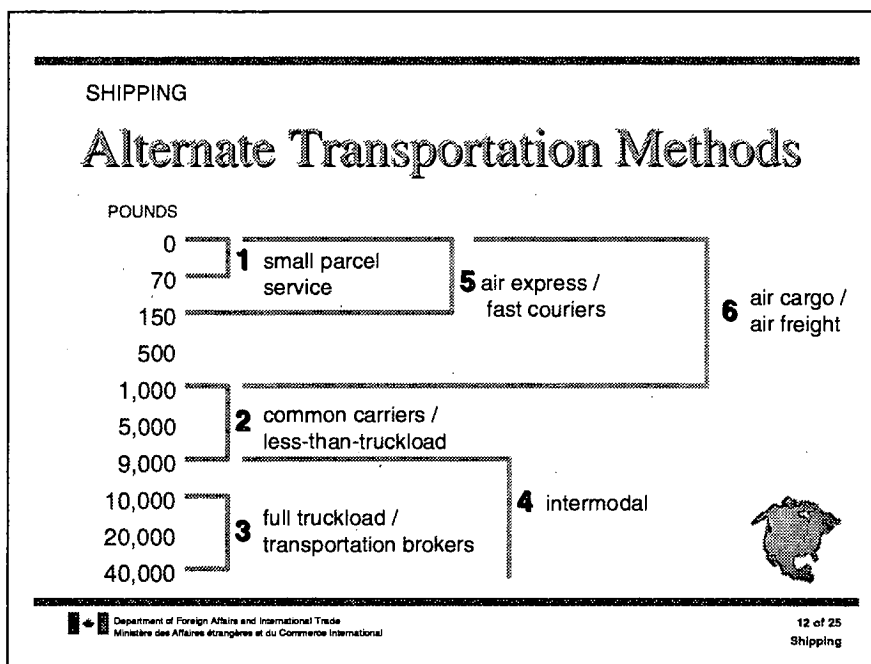 SHIPPING
Alternate Transportation Methods
POUNDS
0
70
150
500
1,000
5,000
9,000
10,000
20,000
40,000
1 small parcel
service
2 common carriers /
less-than-truckload
3 full truckload /
transportation brokers
4 intermodal
5 air express /
fast couriers
6 air cargo /
air freight
Department of Foreign Affairs and International Trade
Ministère des Affaires étrangères et du Commerce International
12 of 25
Shipping